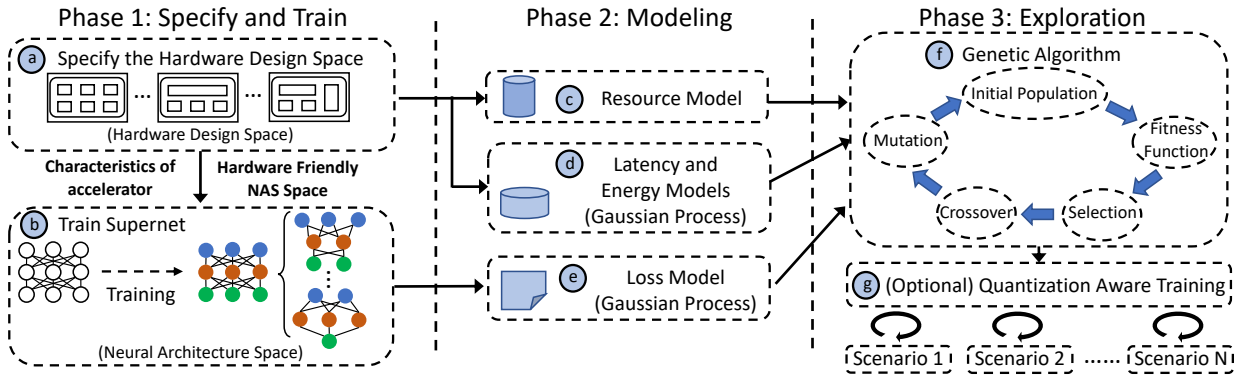 Phase 1: Specify and Train
a Specify the Hardware Design Space
... ...
(Hardware Design Space)
Characteristics of
accelerator
Hardware Friendly
NAS Space
b Train Supernet
Training
(Neural Architecture Space)
Phase 2: Modeling
c Resource Model
d Latency and
Energy Models
(Gaussian Process)
e Loss Model
(Gaussian Process)
Phase 3: Exploration
f Genetic Algorithm
Initial Population
Fitness
Function
Selection
Crossover
Mutation
g (Optional) Quantization Aware Training
Scenario 1 Scenario 2 ...... Scenario N